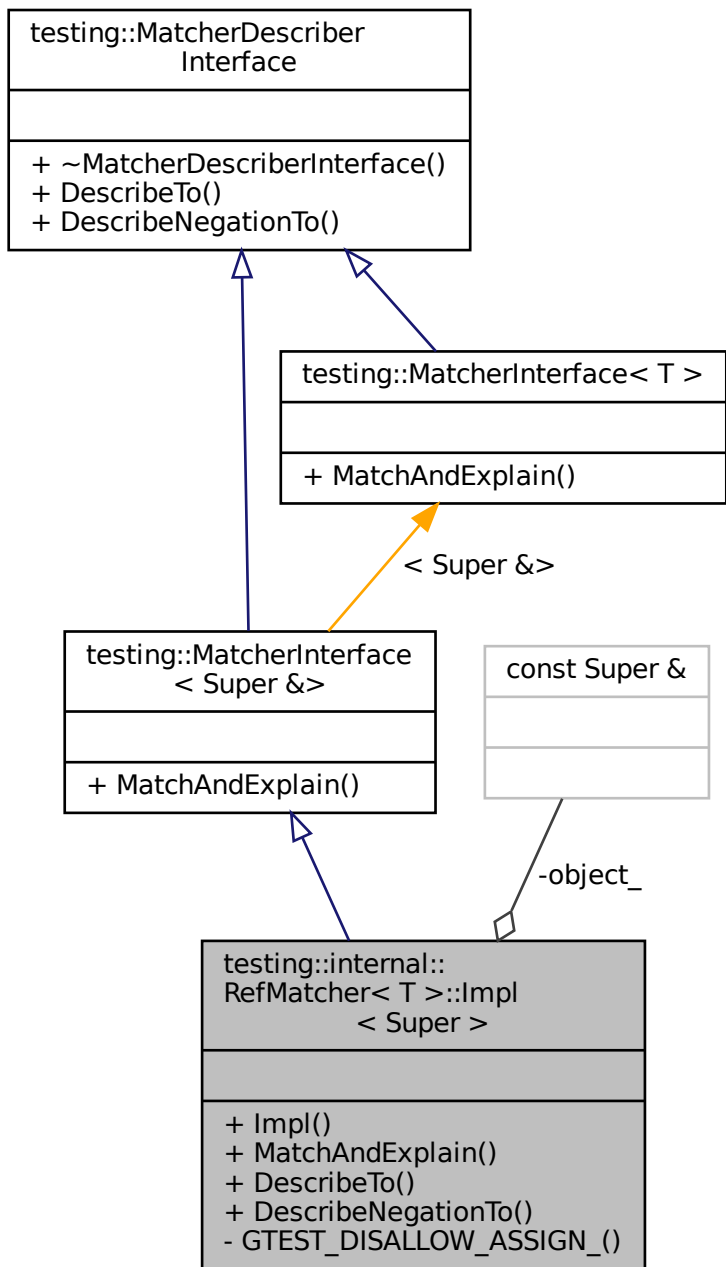 testing::MatcherDescriber
Interface
+ ~MatcherDescriberInterface()
+ DescribeTo()
+ DescribeNegationTo()
testing::MatcherInterface< T >
+ MatchAndExplain()
< Super &>
testing::MatcherInterface
< Super &>
+ MatchAndExplain()
const Super &
-object_
testing::internal::
RefMatcher< T >::Impl
< Super >
+ Impl()
+ MatchAndExplain()
+ DescribeTo()
+ DescribeNegationTo()
- GTEST_DISALLOW_ASSIGN_()